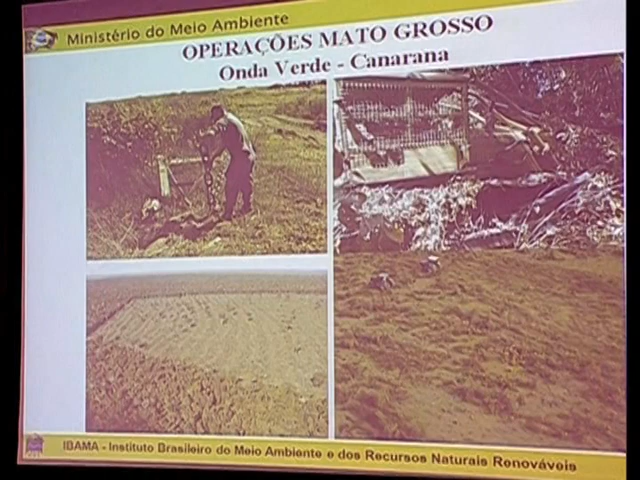 Ministério do Meio Ambiente
OPERAÇÕES MATO GROSSO
Onda Verde - Canarana
IBAMA - Instituto Brasileiro do Meio Ambiente e dos Recursos Naturais Renováveis